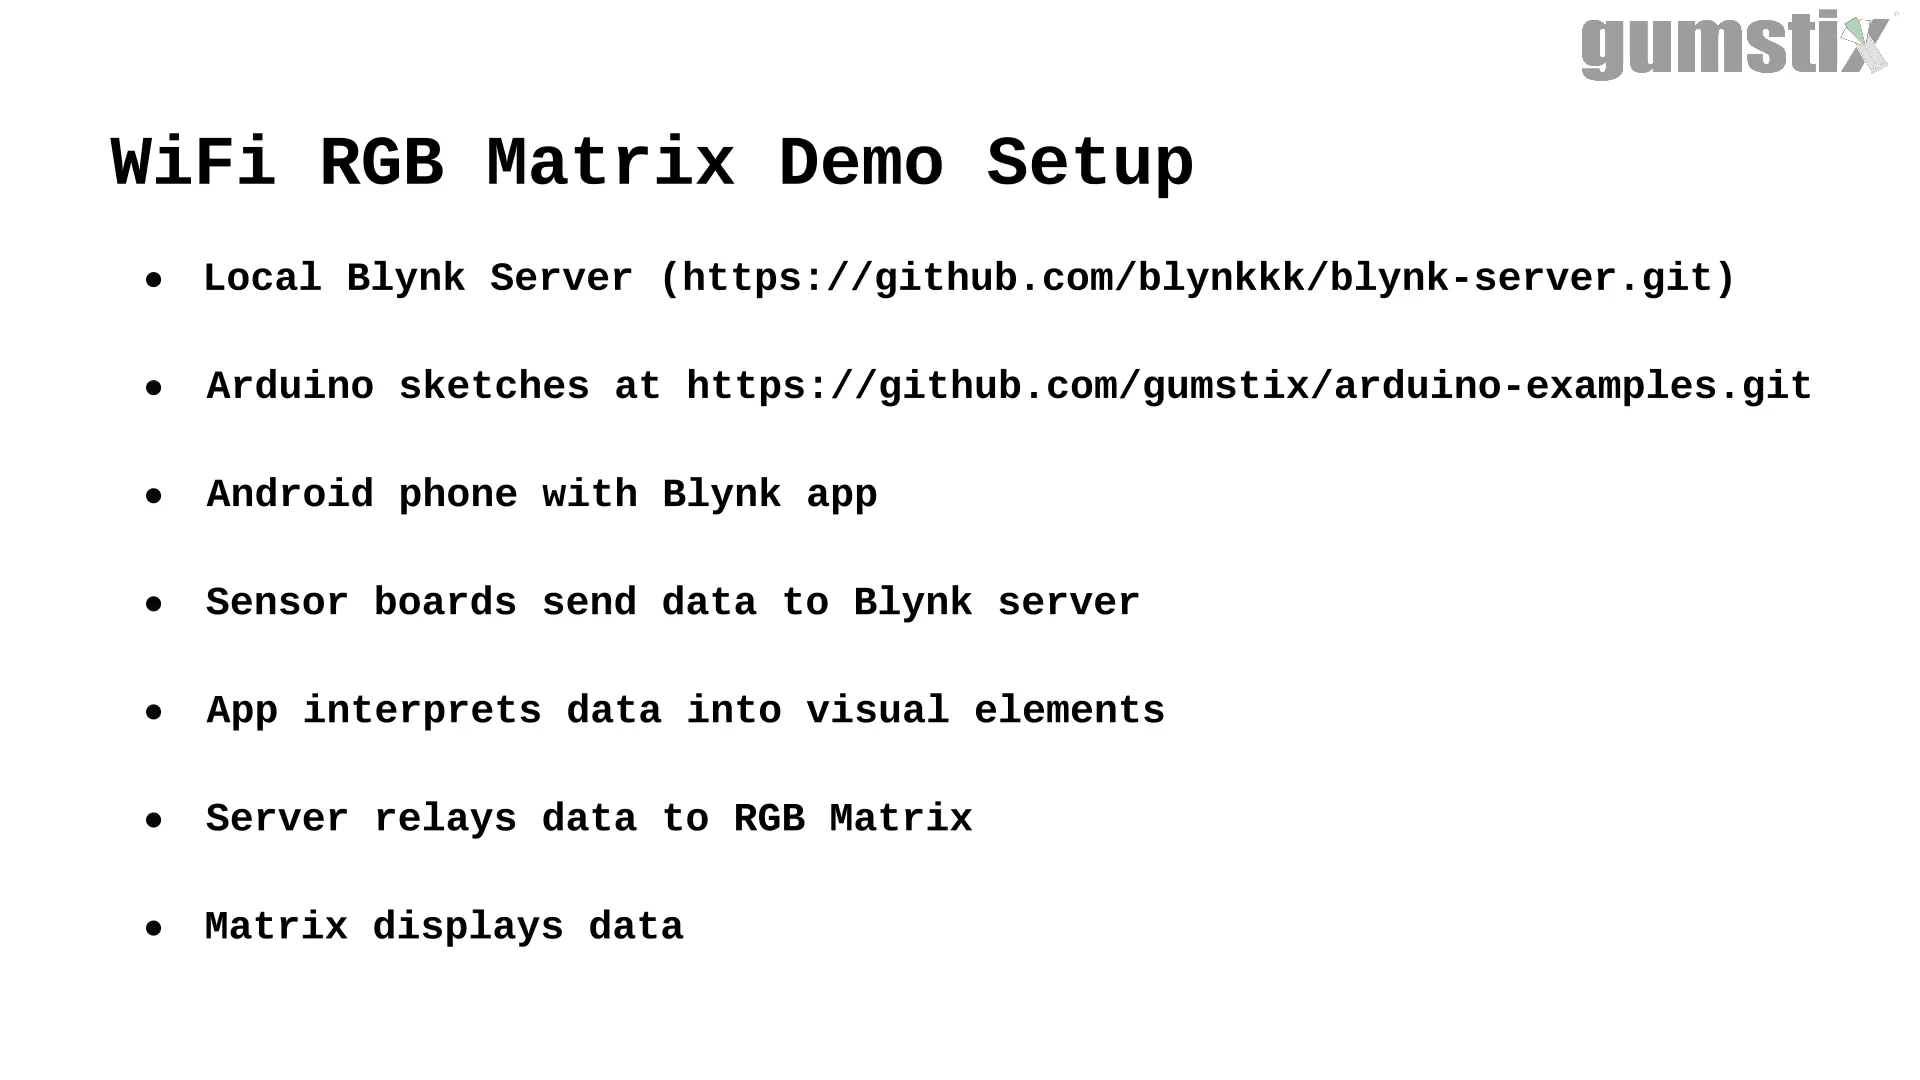 gumstix
WiFi RGB Matrix Demo Setup
● Local Blynk Server (https://github.com/blynkkk/blynk-server.git)
● Arduino sketches at https://github.com/gumstix/arduino-examples.git
● Android phone with Blynk app
● Sensor boards send data to Blynk server
● App interprets data into visual elements
● Server relays data to RGB Matrix
● Matrix displays data